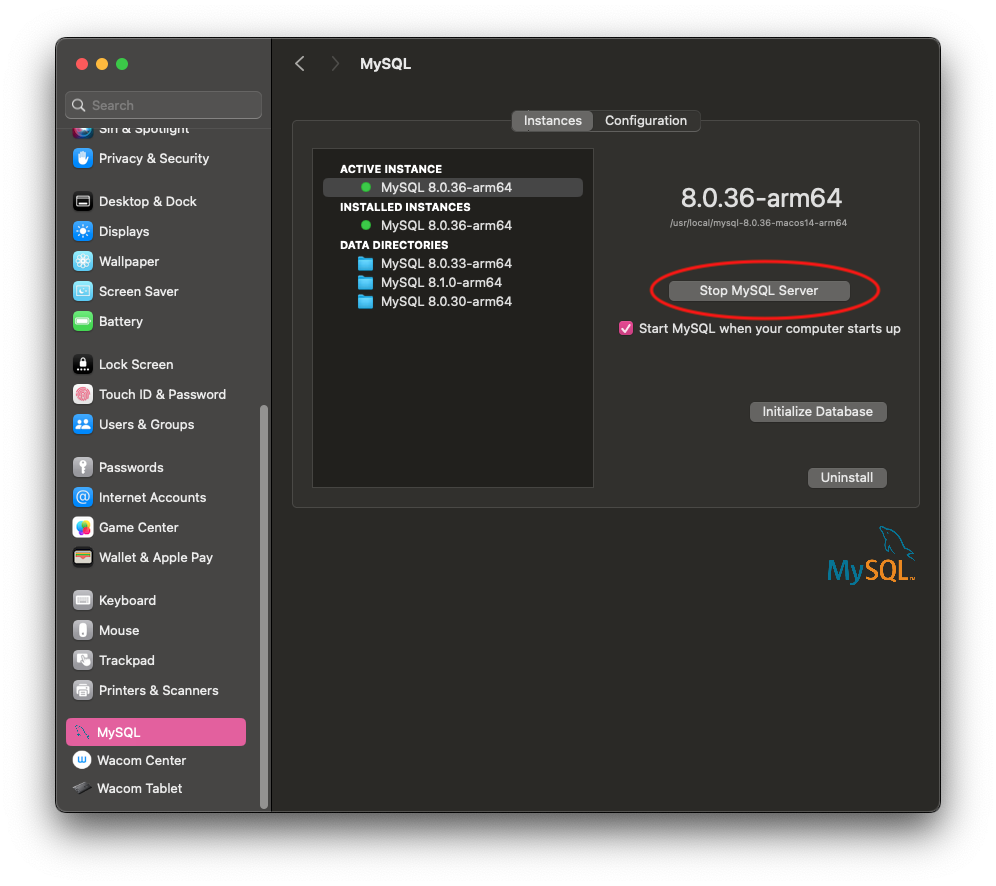 MySQL
Search
Siri & Spotlight
Privacy & Security
Desktop & Dock
Displays
Wallpaper
Screen Saver
Battery
Lock Screen
Touch ID & Password
Users & Groups
Passwords
Internet Accounts
Game Center
Wallet & Apple Pay
Keyboard
Mouse
Trackpad
Printers & Scanners
MySQL
Wacom Center
Wacom Tablet
Instances Configuration
ACTIVE INSTANCE
MySQL 8.0.36-arm64
INSTALLED INSTANCES
MySQL 8.0.36-arm64
DATA DIRECTORIES
MySQL 8.0.33-arm64
MySQL 8.1.0-arm64
MySQL 8.0.30-arm64
8.0.36-arm64
/usr/local/mysql-8.0.36-macos14-arm64
Stop MySQL Server
Start MySQL when your computer starts up
Initialize Database
Uninstall
MySQL™